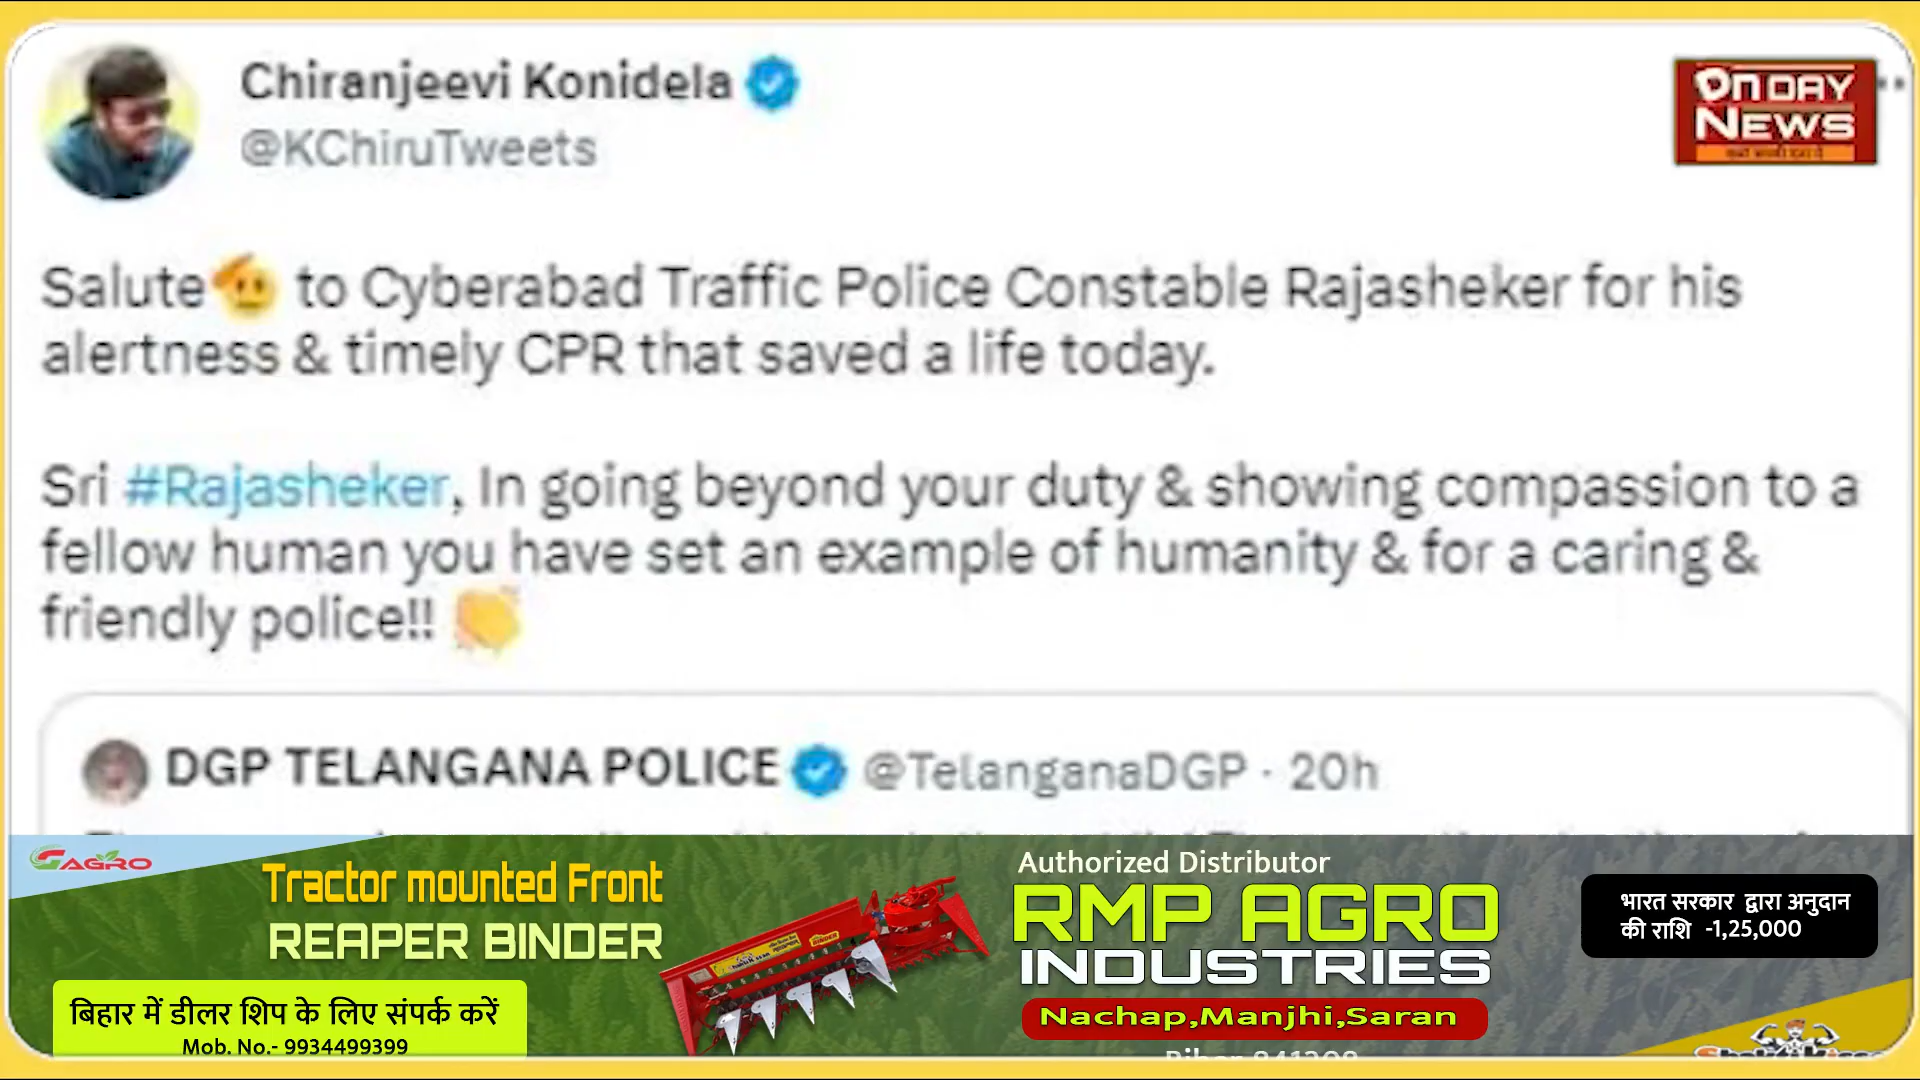 Chiranjeevi Konidela
@KChiruTweets
ON DAY
NEWS
Salute🫡 to Cyberabad Traffic Police Constable Rajasheker for his
alertness & timely CPR that saved a life today.
Sri #Rajasheker, In going beyond your duty & showing compassion to a
fellow human you have set an example of humanity & for a caring &
friendly police!! 👏
DGP TELANGANA POLICE @TelanganaDGP · 20h
GAGRO
Tractor mounted Front
REAPER BINDER
बिहार में डीलर शिप के लिए संपर्क करें
Mob. No.- 9934499399
BINDER
Authorized Distributor
RMP AGRO
INDUSTRIES
Nachap,Manjhi,Saran
भारत सरकार द्वारा अनुदान
की राशि -1,25,000